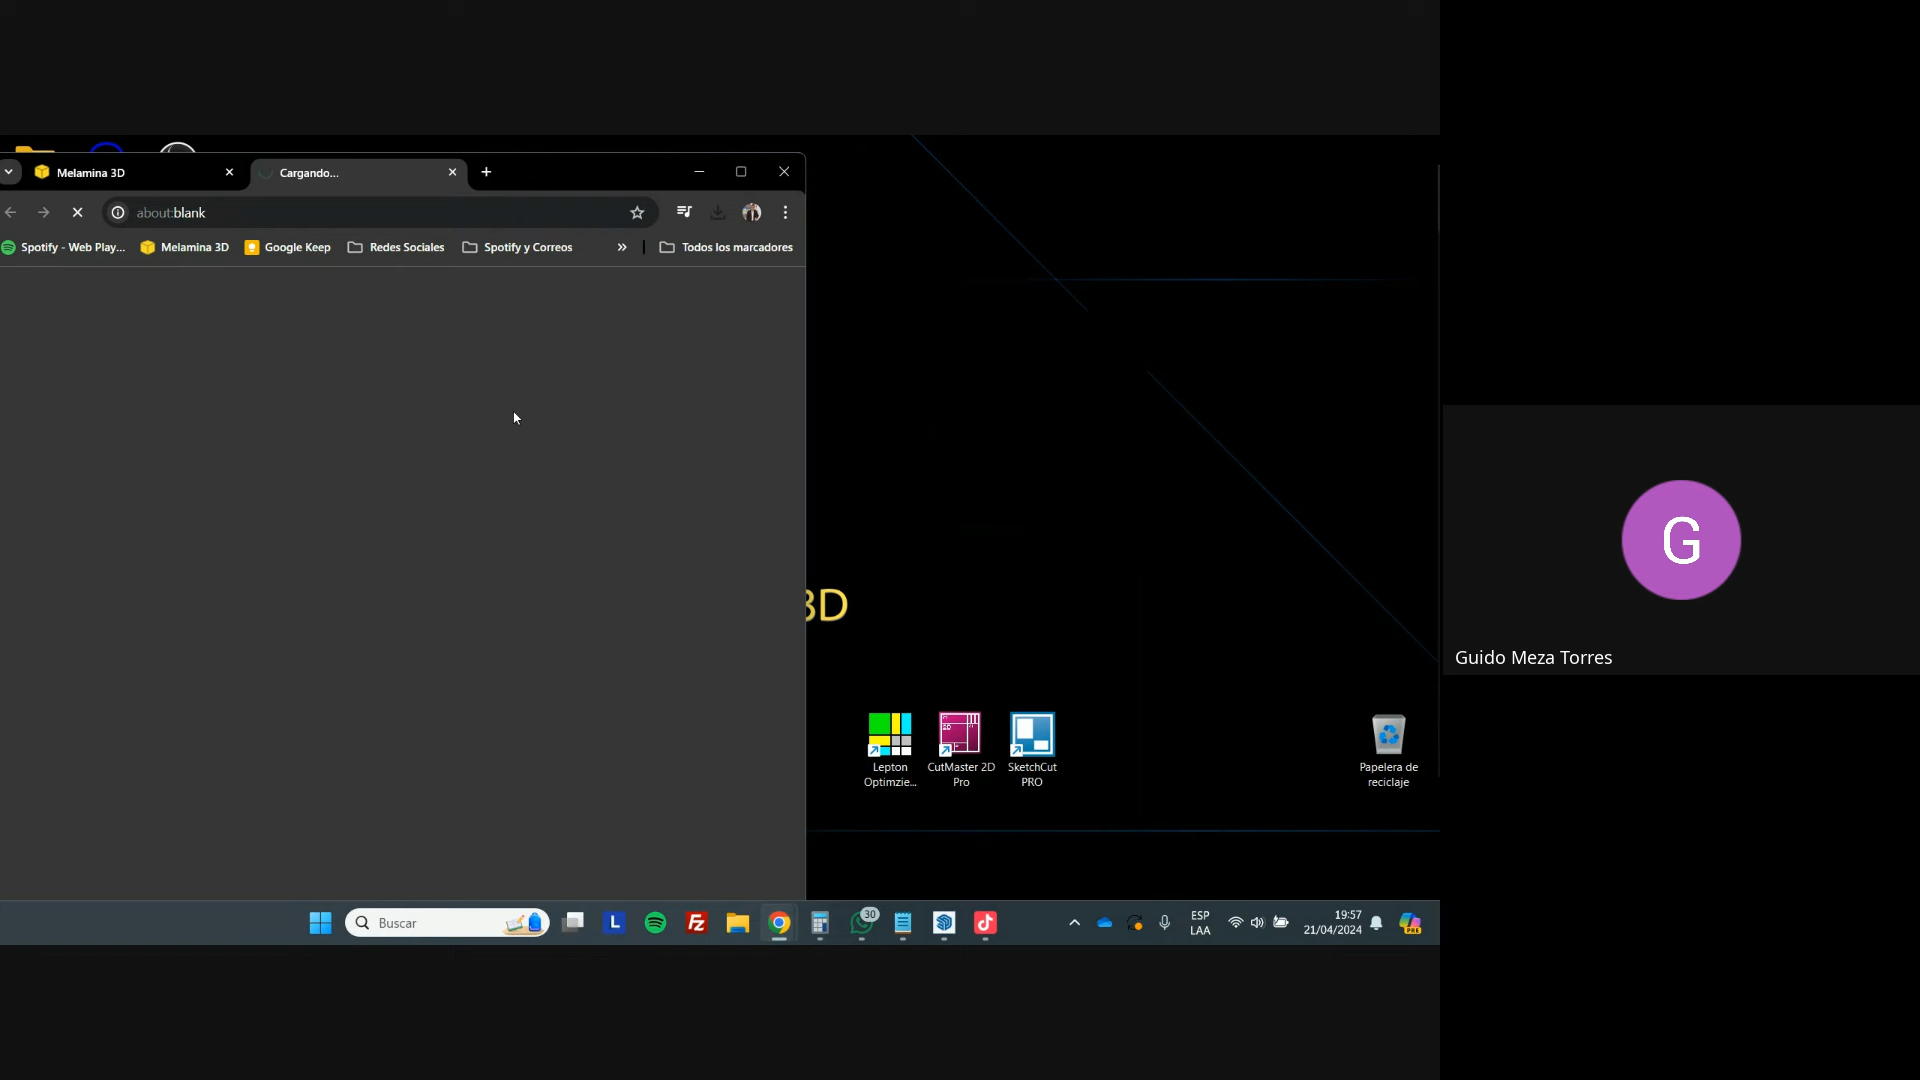 Melamina 3D
Cargando...
about:blank
Spotify - Web Play...
Melamina 3D
Google Keep
Redes Sociales
Spotify y Correos
»
Todos los marcadores
3D
Lepton
Optimzie...
CutMaster 2D
Pro
SketchCut
PRO
Papelera de
reciclaje
G
Guido Meza Torres
Buscar
L
Fz
30
ESP
LAA
19:57
21/04/2024
PRE